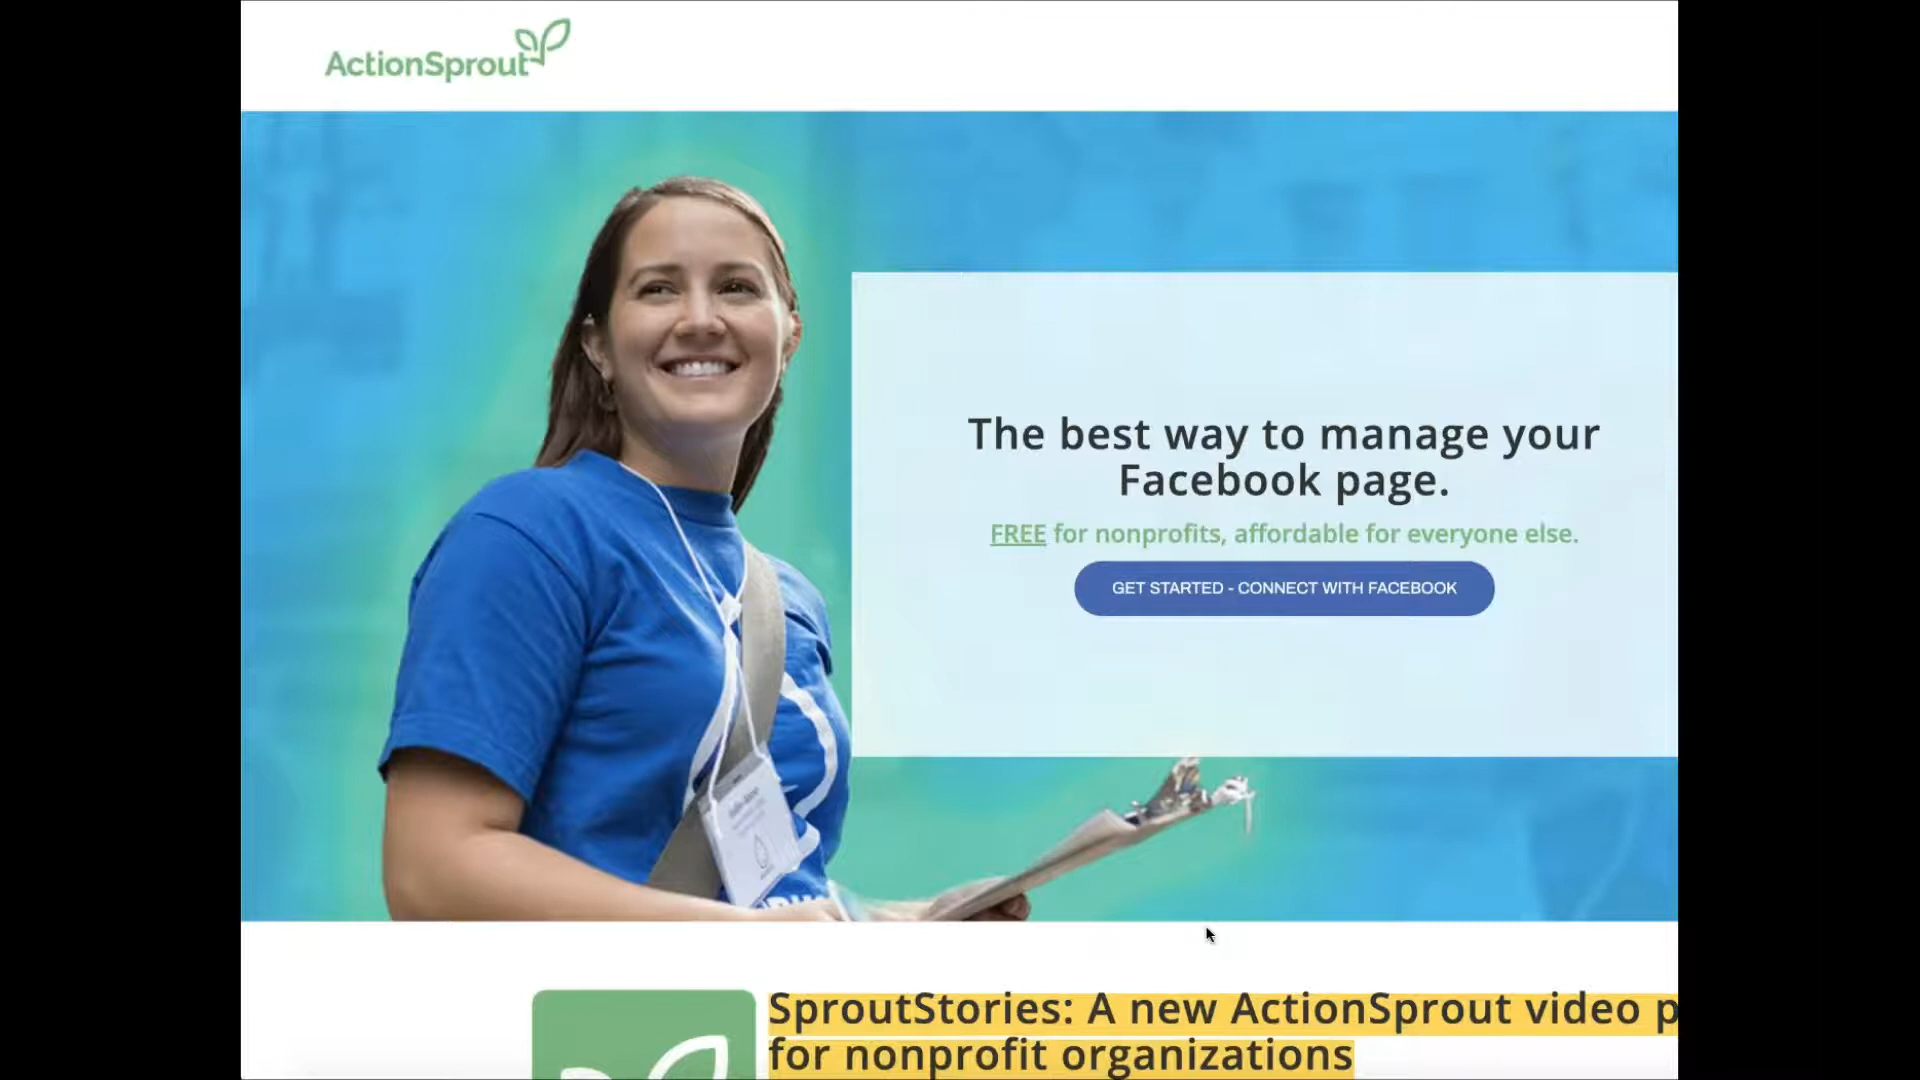 ActionSprout
The best way to manage your
Facebook page.
FREE for nonprofits, affordable for everyone else.
GET STARTED - CONNECT WITH FACEBOOK
SproutStories: A new ActionSprout video p
for nonprofit organizations